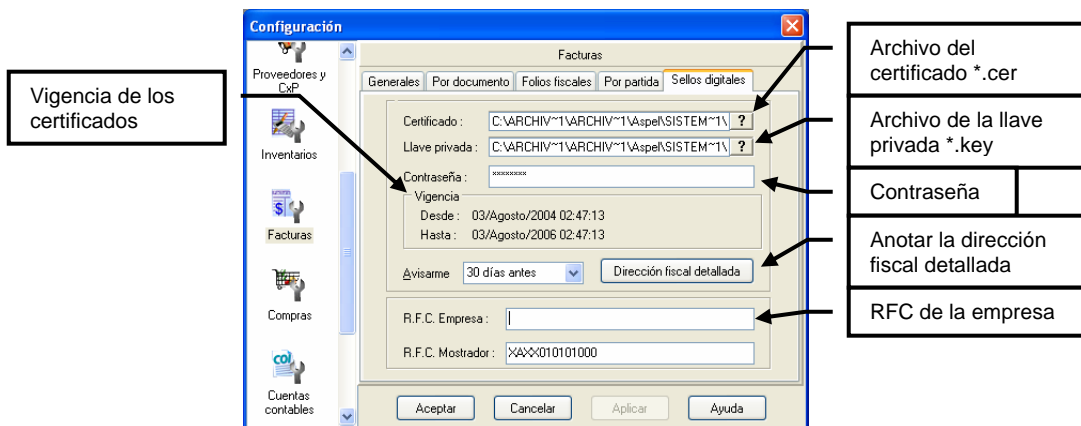 Configuración
Proveedores y
CxP
Inventarios
Facturas
Compras
col
Cuentas
contables
Facturas
Generales
Por documento
Folios fiscales
Por partida
Sellos digitales
Certificado :
C:\ARCHIV~1\ARCHIV~1\Aspel\SISTEM~1\
?
Llave privada :
C:\ARCHIV~1\ARCHIV~1\Aspel\SISTEM~1\
?
Contraseña :
××××××××
Vigencia
Desde : 03/Agosto/2004 02:47:13
Hasta : 03/Agosto/2006 02:47:13
Avisarme
30 días antes
Dirección fiscal detallada
R.F.C. Empresa :
R.F.C. Mostrador :
XAXX010101000
Aceptar
Cancelar
Aplicar
Ayuda
Vigencia de los
certificados
Archivo del
certificado *.cer
Archivo de la llave
privada *.key
Contraseña
Anotar la dirección
fiscal detallada
RFC de la empresa